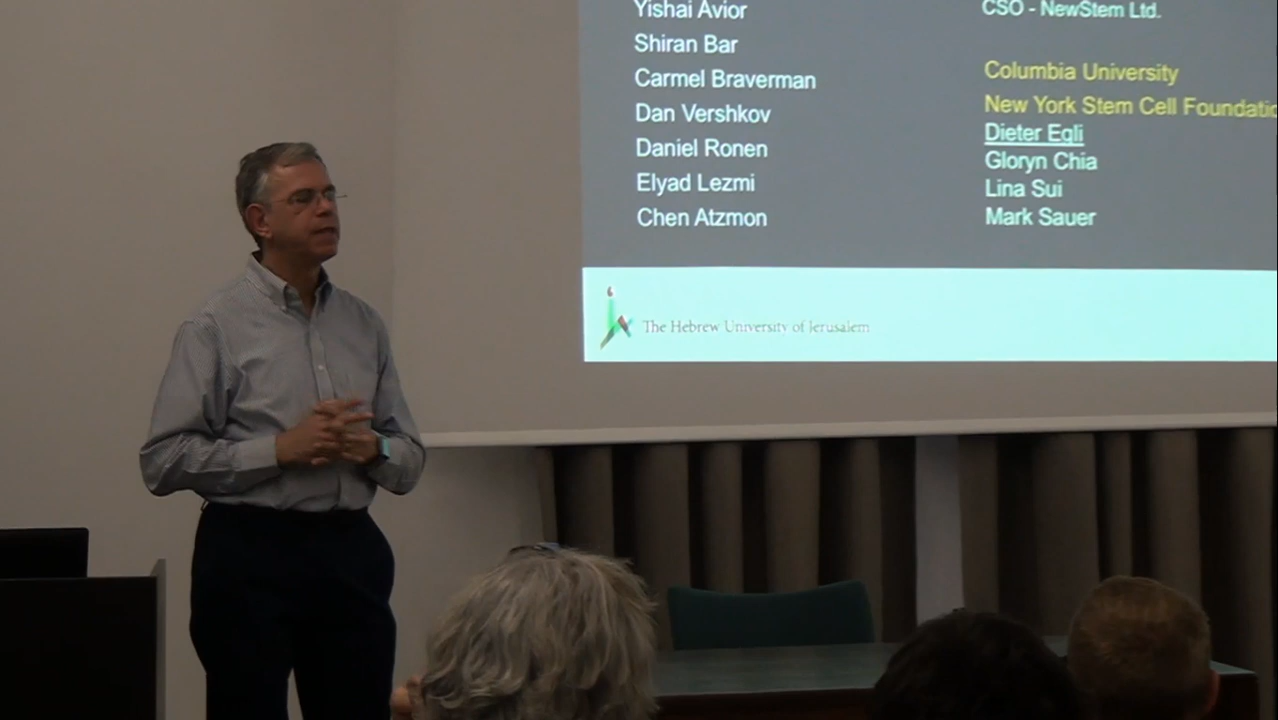 Yishai Avior
Shiran Bar
Carmel Braverman
Dan Vershkov
Daniel Ronen
Elyad Lezmi
Chen Atzmon
CSO - NewStem Ltd.
Columbia University
New York Stem Cell Foundatio
Dieter Egli
Gloryn Chia
Lina Sui
Mark Sauer
The Hebrew University of Jerusalem